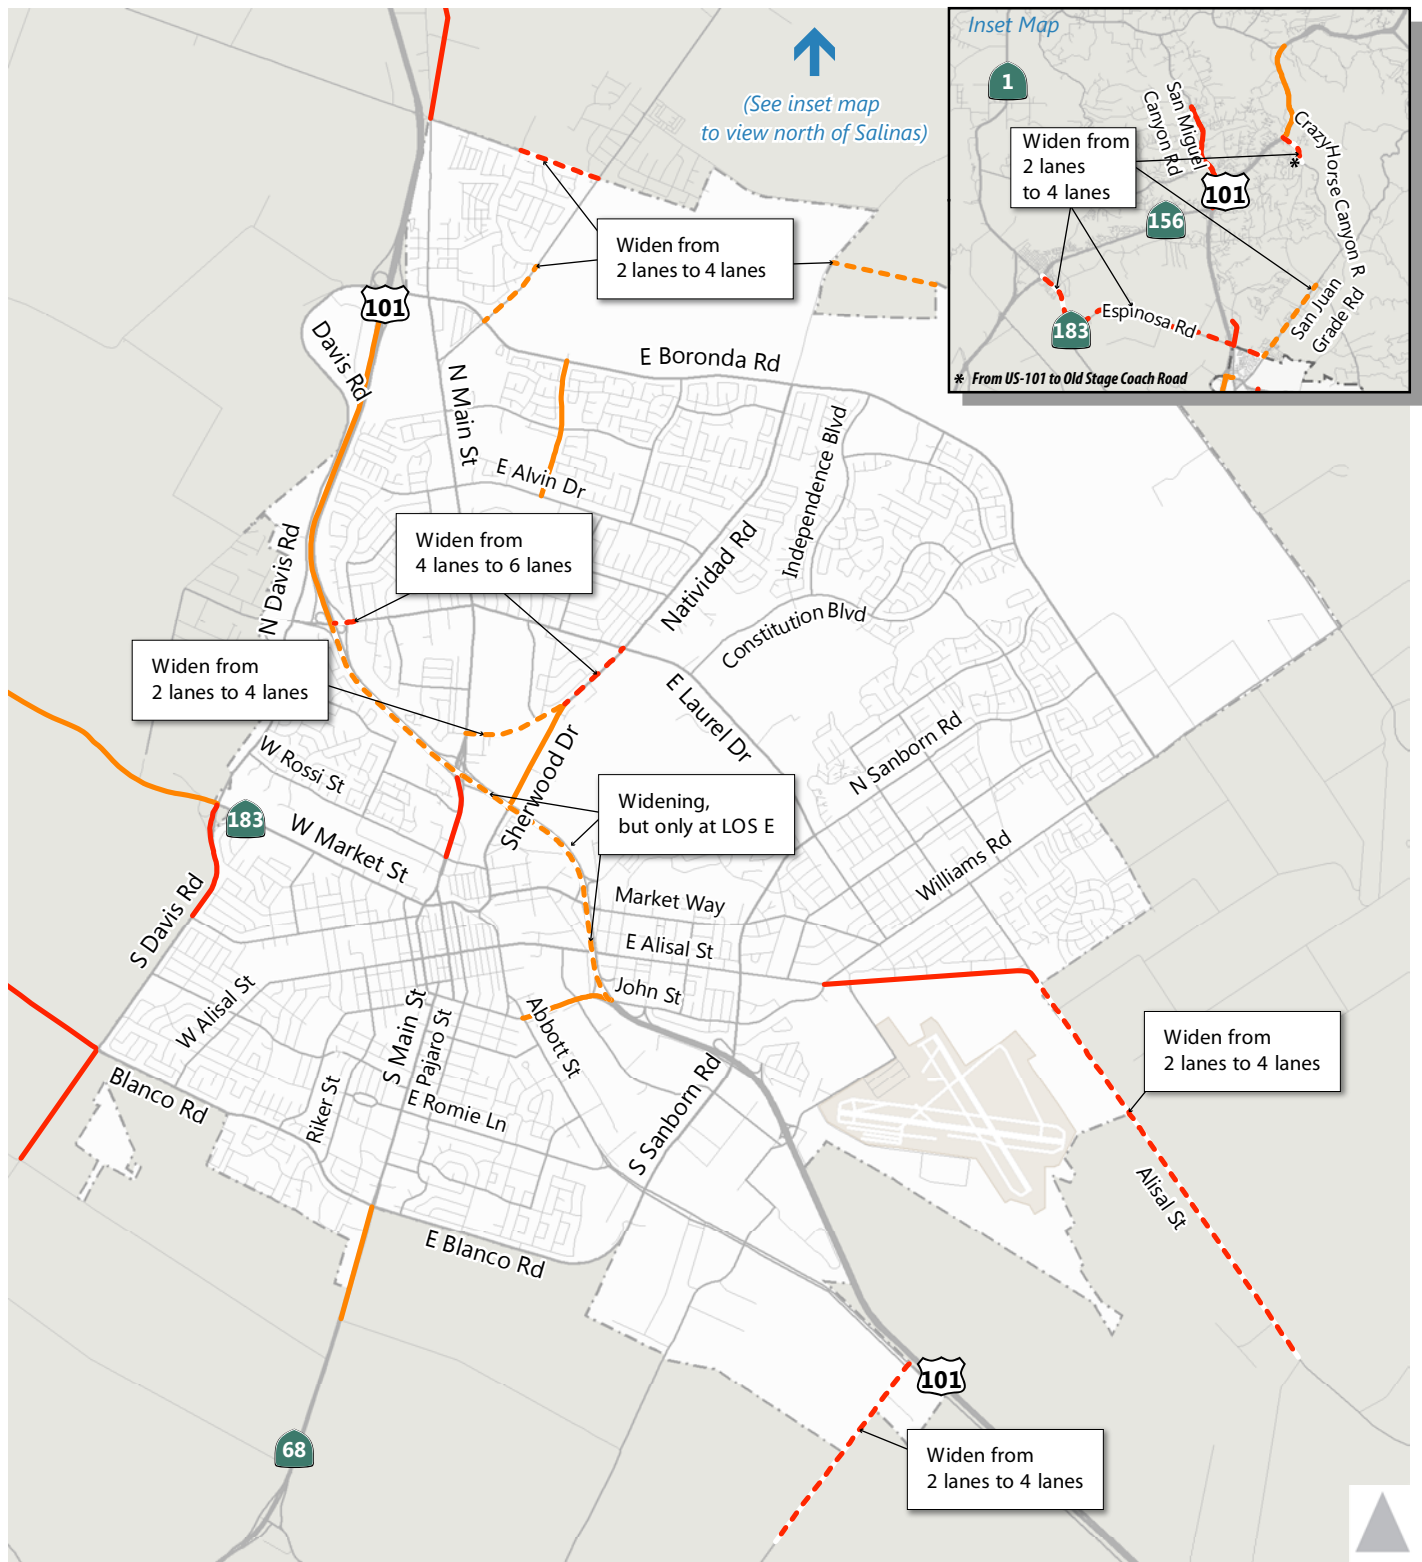 Inset Map
1
San Miguel
Canyon Rd
CrazyHorse Canyon R
Widen from
2 lanes
to 4 lanes
*
101
156
San Juan
Grade Rd
Espinosa Rd
183
* From US-101 to Old Stage Coach Road
(See inset map
to view north of Salinas)
Widen from
2 lanes to 4 lanes
101
Davis Rd
E Boronda Rd
N Main St
Independence Blvd
E Alvin Dr
Widen from
4 lanes to 6 lanes
N Davis Rd
Natividad Rd
Constitution Blvd
Widen from
2 lanes to 4 lanes
E Laurel Dr
N Sanborn Rd
W Rossi St
Sherwood Dr
Widening,
but only at LOS E
183
W Market St
Williams Rd
Market Way
S Davis Rd
E Alisal St
John St
W Alisal St
S Main St
E Pajaro St
Abbott St
Widen from
2 lanes to 4 lanes
Blanco Rd
Riker St
E Romie Ln
S Sanborn Rd
Alisal St
E Blanco Rd
101
68
Widen from
2 lanes to 4 lanes